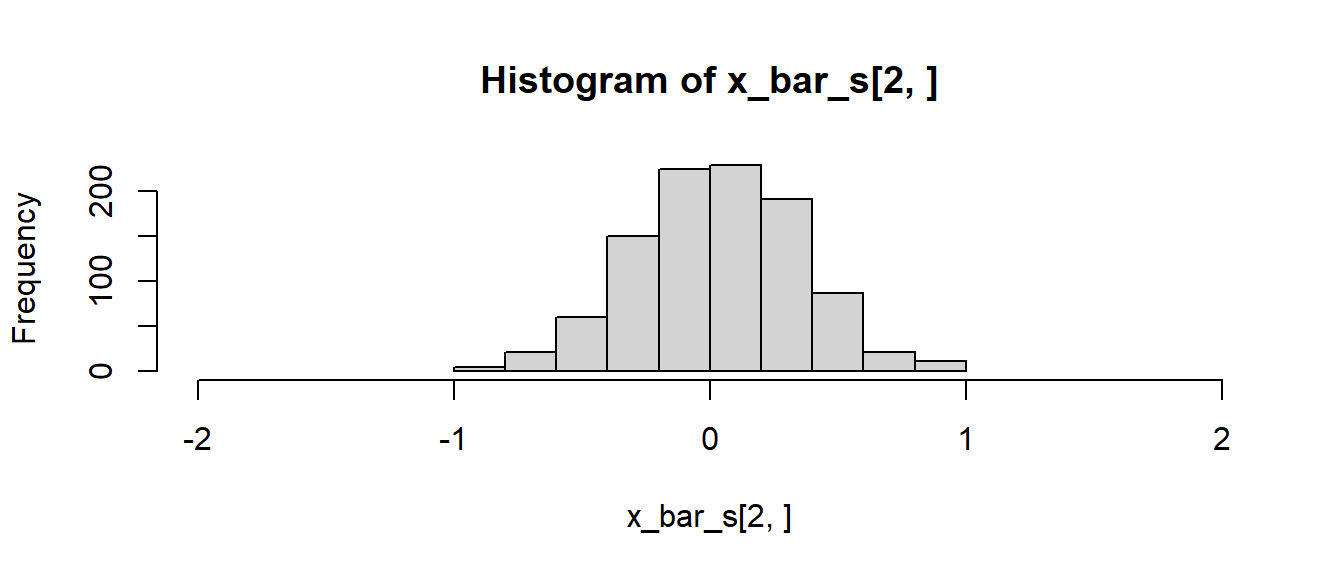 Histogram of x_bar_s[2, ]
Frequency
200
100
0
-2 -1 0 1 2
x_bar_s[2, ]